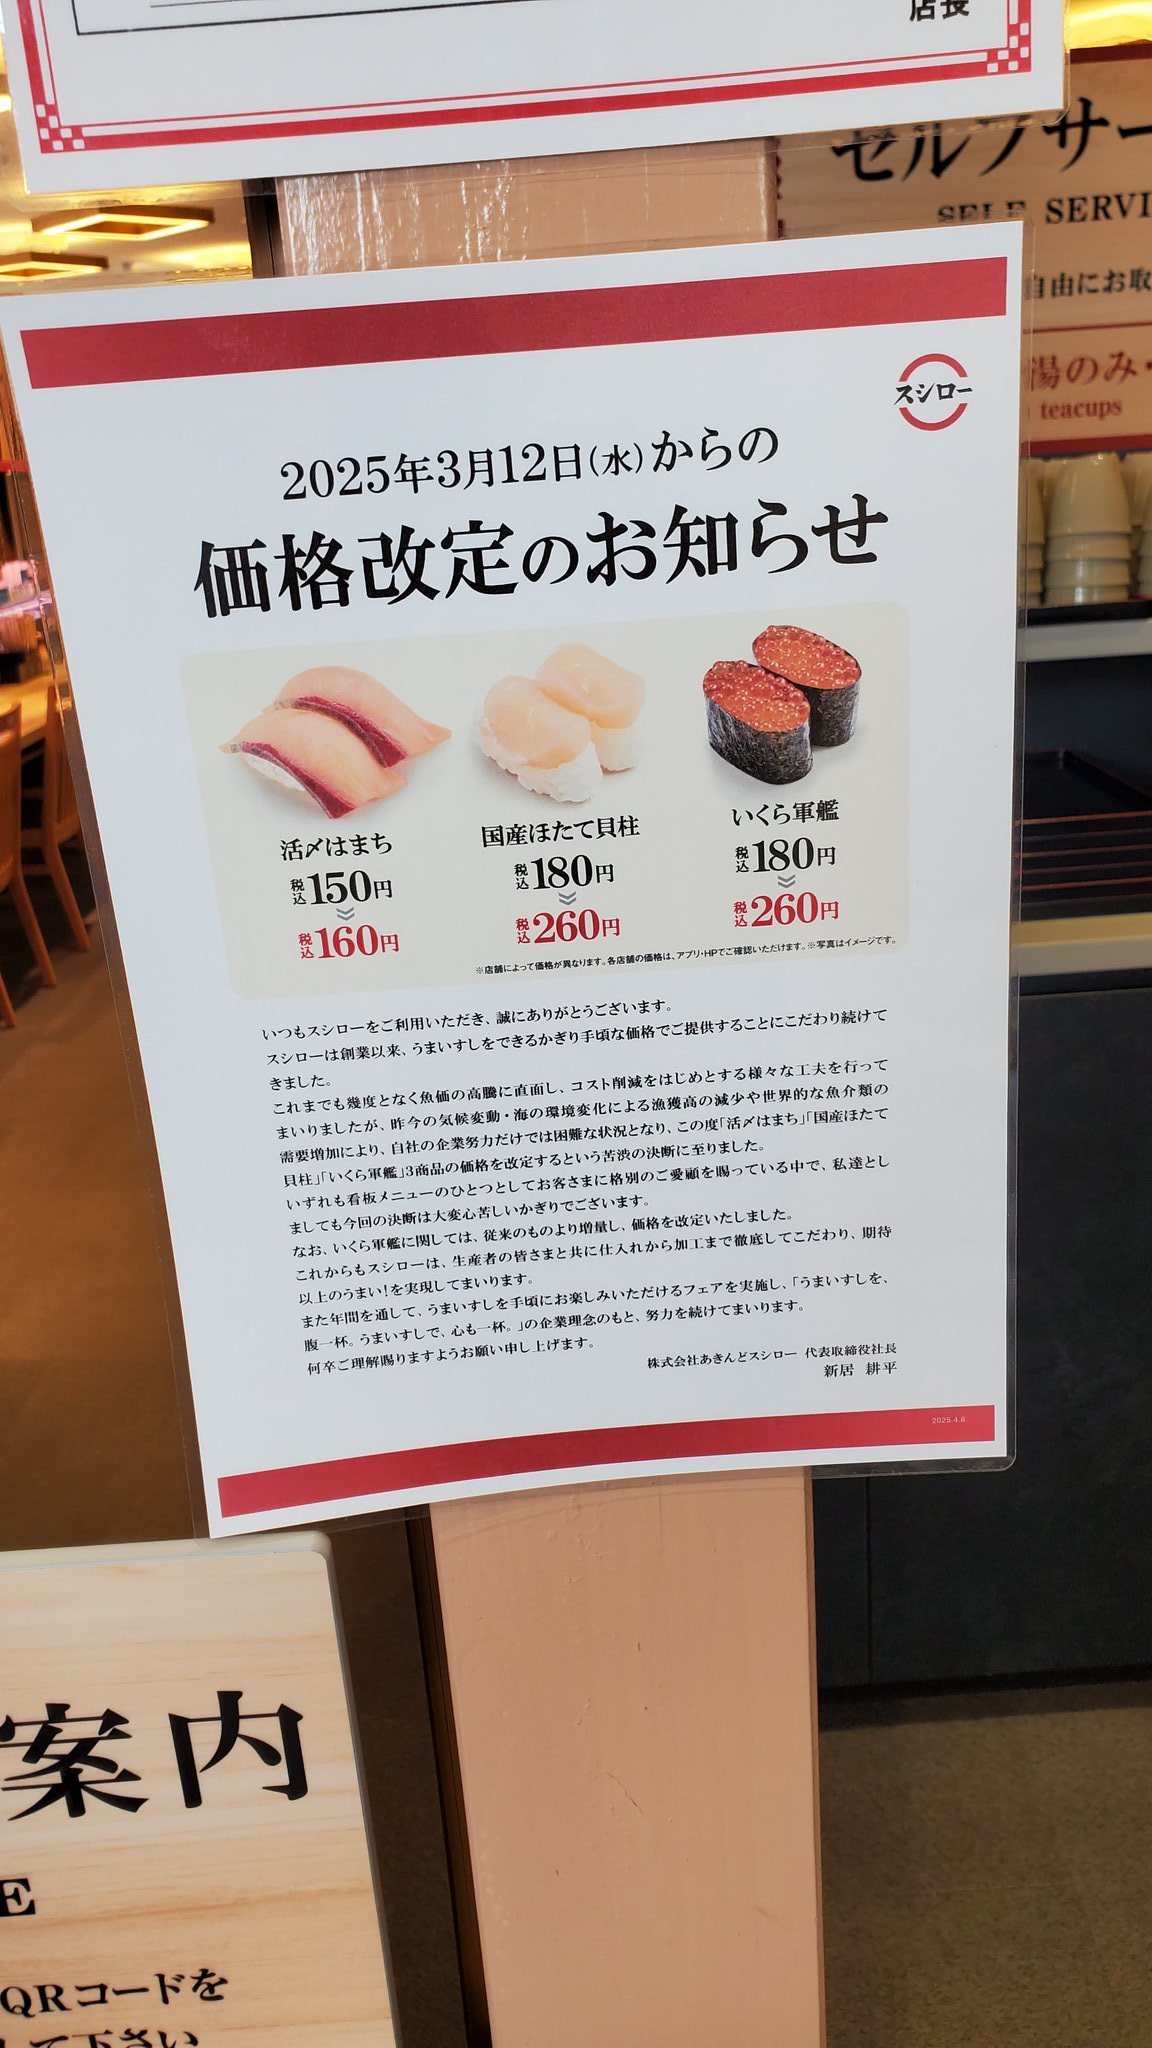 店長
セルフサー
SELF SERVI
自由にお取
湯のみ・
teacups
スシロー
2025年3月12日(水)からの
価格改定のお知らせ
活〆はまち
税込150円
税込160円
国産ほたて貝柱
税込180円
税込260円
いくら軍艦
税込180円
税込260円
※店舗によって価格が異なります。各店舗の価格は、アプリ・HPでご確認いただけます。※写真はイメージです。
いつもスシローをご利用いただき、誠にありがとうございます。
スシローは創業以来、うまいすしをできるかぎり手頃な価格でご提供することにこだわり続けて
きました。
これまでも幾度となく魚価の高騰に直面し、コスト削減をはじめとする様々な工夫を行って
まいりましたが、昨今の気候変動・海の環境変化による漁獲高の減少や世界的な魚介類の
需要増加により、自社の企業努力だけでは困難な状況となり、この度「活〆はまち」「国産ほたて
貝柱」「いくら軍艦」3商品の価格を改定するという苦渋の決断に至りました。
いずれも看板メニューのひとつとしてお客さまに格別のご愛顧を賜っている中で、私達とし
ましても今回の決断は大変心苦しいかぎりでございます。
なお、いくら軍艦に関しては、従来のものより増量し、価格を改定いたしました。
これからもスシローは、生産者の皆さまと共に仕入れから加工まで徹底してこだわり、期待
以上のうまい！を実現してまいります。
また年間を通して、うまいすしを手頃にお楽しみいただけるフェアを実施し、「うまいすしを、
腹一杯。うまいすしで、心も一杯。」の企業理念のもと、努力を続けてまいります。
何卒ご理解賜りますようお願い申し上げます。
株式会社あきんどスシロー 代表取締役社長
新居 耕平
2025.4.6
案内
E
QRコードを
して下さい